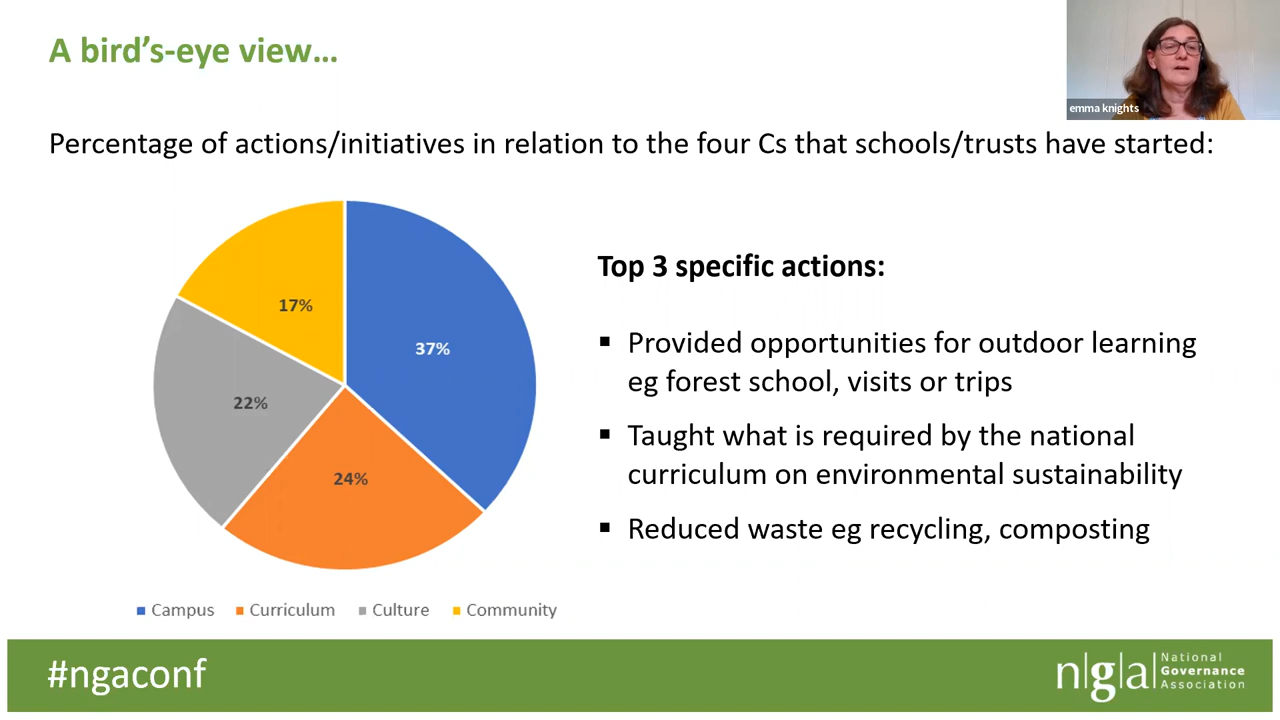 A bird’s-eye view…
emma knights
Percentage of actions/initiatives in relation to the four Cs that schools/trusts have started:
17%
37%
22%
24%
Campus Curriculum Culture Community
Top 3 specific actions:
▪ Provided opportunities for outdoor learning
eg forest school, visits or trips
▪ Taught what is required by the national
curriculum on environmental sustainability
▪ Reduced waste eg recycling, composting
#ngaconf
n|g|a
National
Governance
Association